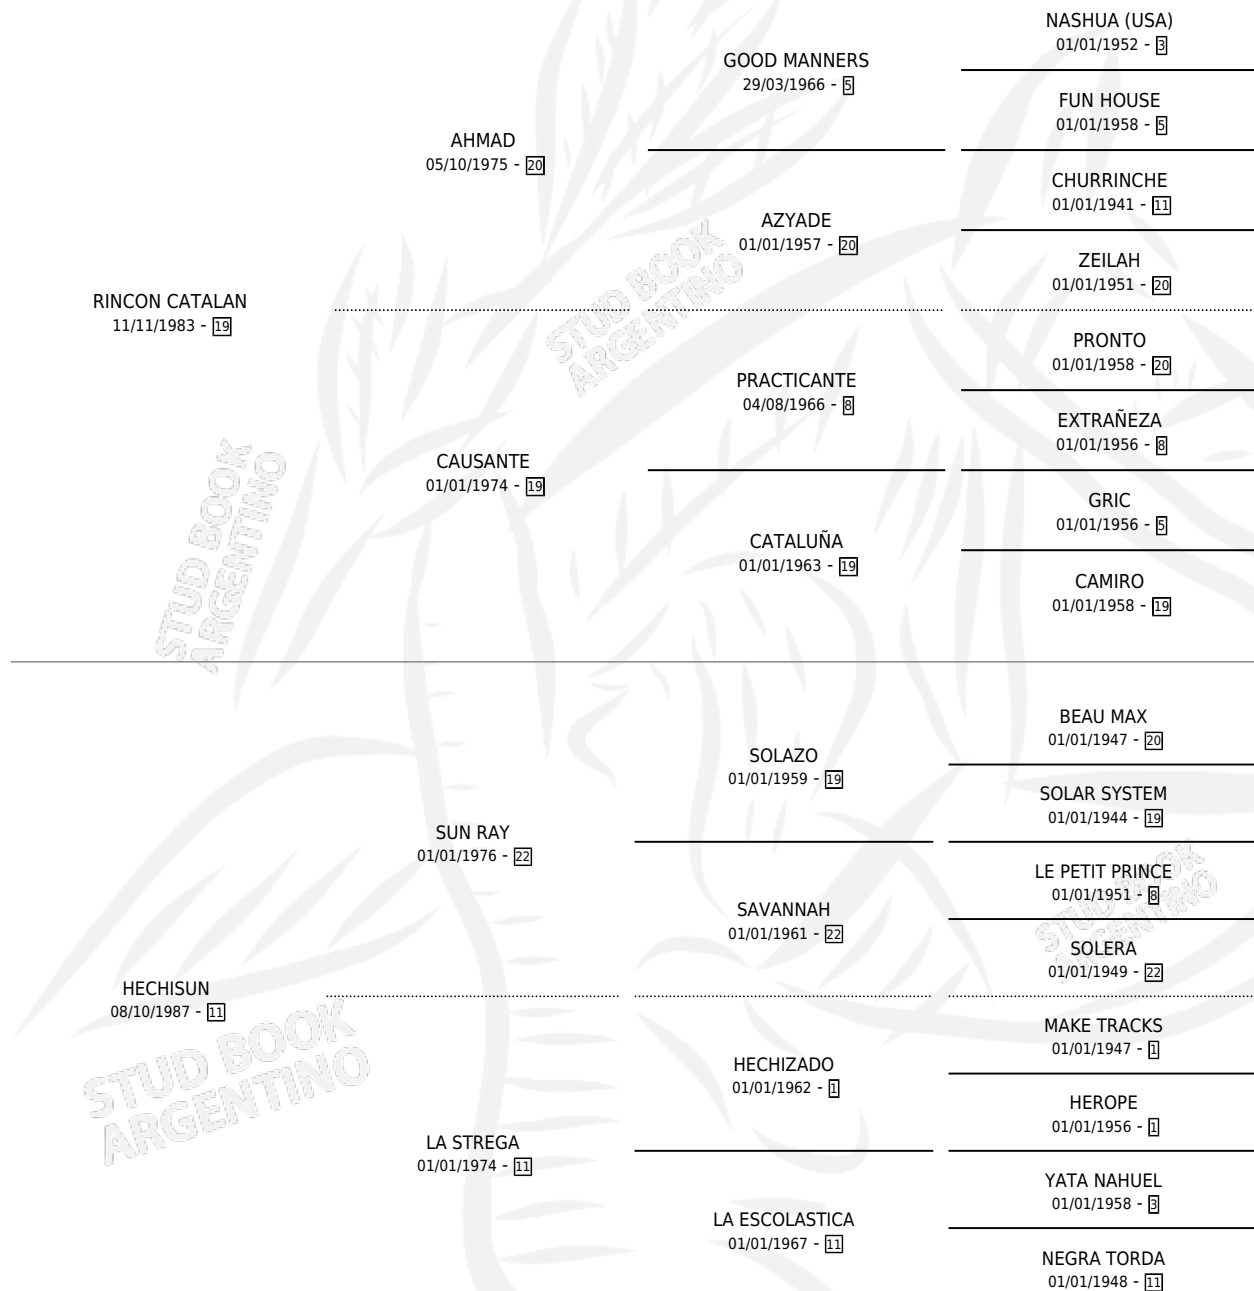 NASHUA (USA)
01/01/1952 - 3
GOOD MANNERS
29/03/1966 - 5
FUN HOUSE
01/01/1958 - 5
AHMAD
05/10/1975 - 20
CHURRINCHE
01/01/1941 - 11
AZYADE
01/01/1957 - 20
ZEILAH
01/01/1951 - 20
RINCON CATALAN
11/11/1983 - 19
PRONTO
01/01/1958 - 20
PRACTICANTE
04/08/1966 - 8
EXTRAÑEZA
01/01/1956 - 8
CAUSANTE
01/01/1974 - 19
GRIC
01/01/1956 - 5
CATALUÑA
01/01/1963 - 19
CAMIRO
01/01/1958 - 19
BEAU MAX
01/01/1947 - 20
SOLAZO
01/01/1959 - 19
SOLAR SYSTEM
01/01/1944 - 19
SUN RAY
01/01/1976 - 22
LE PETIT PRINCE
01/01/1951 - 8
SAVANNAH
01/01/1961 - 22
SOLERA
01/01/1949 - 22
HECHISUN
08/10/1987 - 11
MAKE TRACKS
01/01/1947 - 1
HECHIZADO
01/01/1962 - 1
HEROPE
01/01/1956 - 1
LA STREGA
01/01/1974 - 11
YATA NAHUEL
01/01/1958 - 3
LA ESCOLASTICA
01/01/1967 - 11
NEGRA TORDA
01/01/1948 - 11
STUD BOOK
ARGENTINO
STUD BOOK
ARGENTINO
STUD BOOK
ARGENTINO
STUD BOOK
ARGENTINO